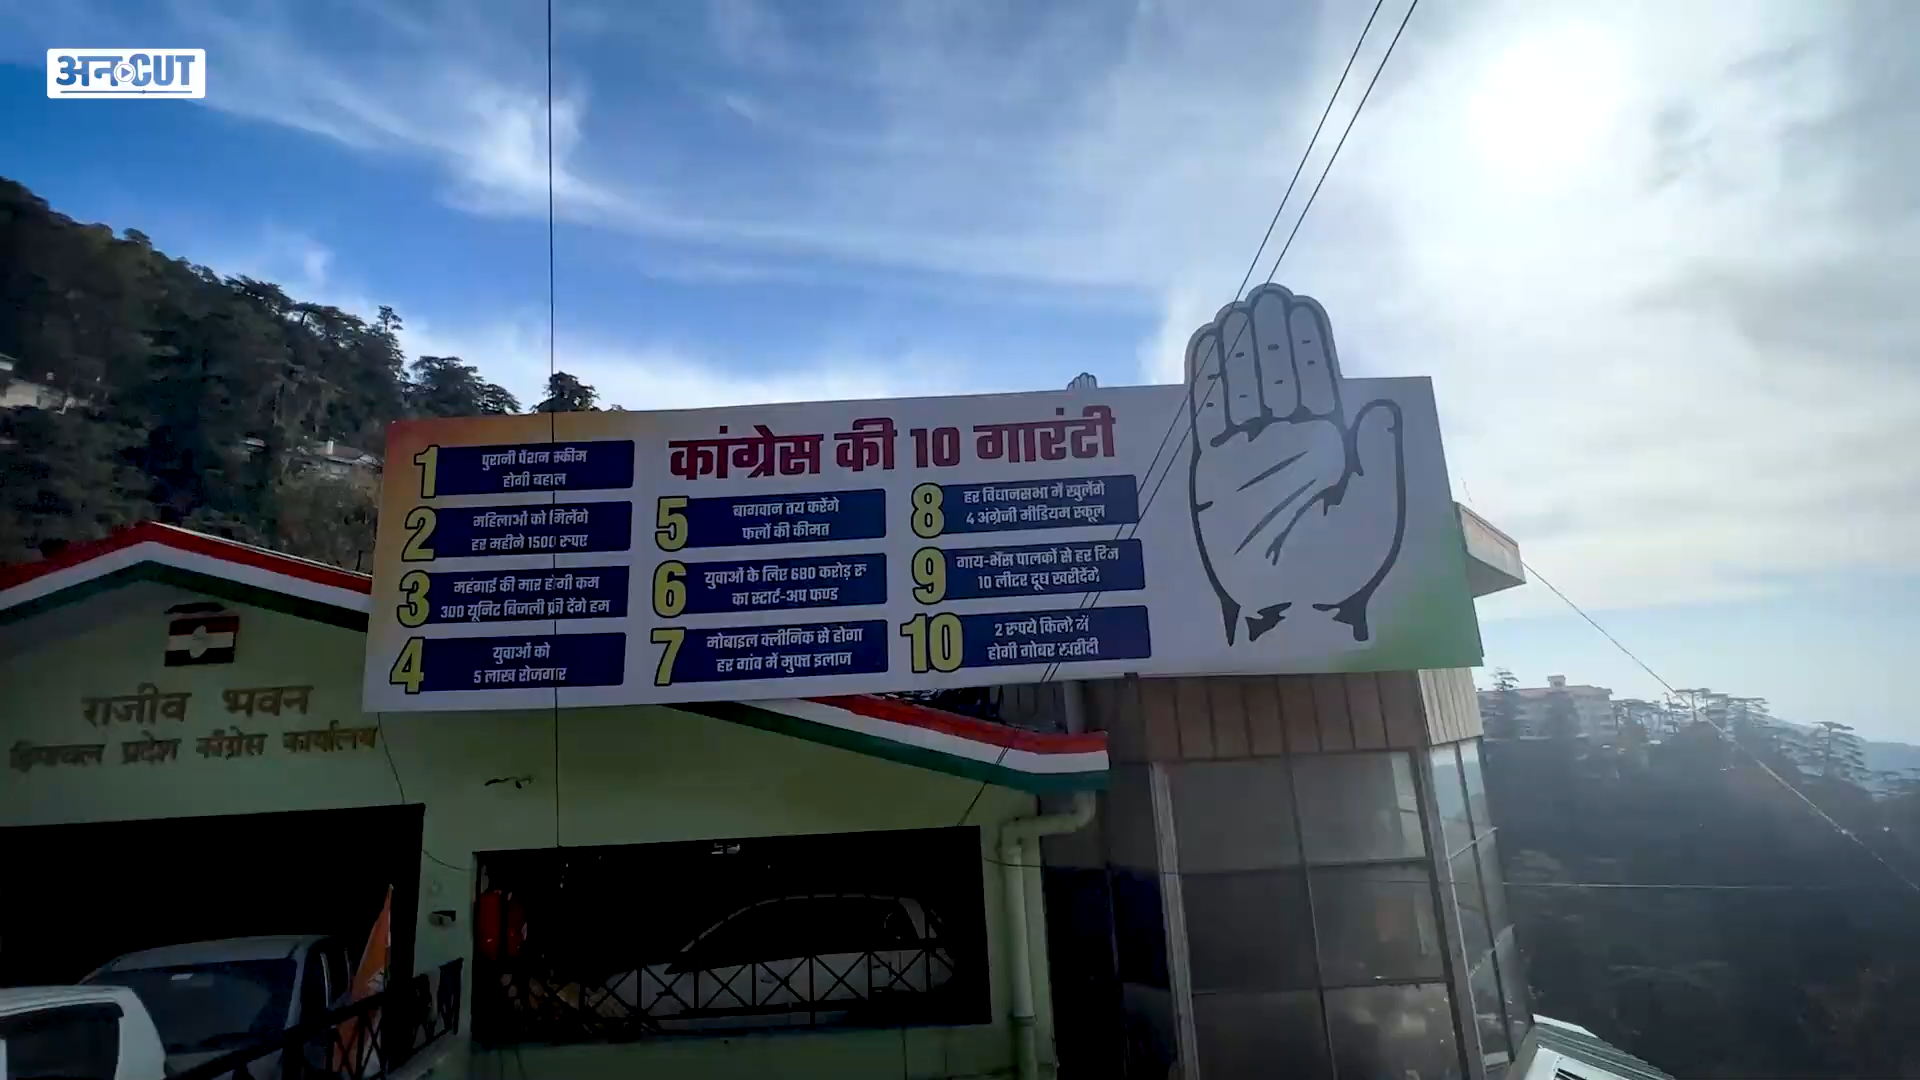 अनCUT
कांग्रेस की 10 गारंटी
1
पुरानी पेंशन स्कीम
होगी बहाल
2
महिलाओं को मिलेंगे
हर महीने 1500 रुपए
3
महंगाई की मार होगी कम
300 यूनिट बिजली फ्री देंगे हम
4
युवाओं को
5 लाख रोजगार
5
बागवान तय करेंगे
फलों की कीमत
6
युवाओं के लिए 680 करोड़ रु
का स्टार्ट-अप फण्ड
7
मोबाइल क्लीनिक से होगा
हर गांव में मुफ्त इलाज
8
हर विधानसभा में खुलेंगे
4 अंग्रेजी मीडियम स्कूल
9
गाय-भैंस पालकों से हर दिन
10 लीटर दूध खरीदेंगे
10
2 रुपये किलो में
होगी गोबर खरीदी
राजीव भवन
हिमाचल प्रदेश काँग्रेस कार्यालय